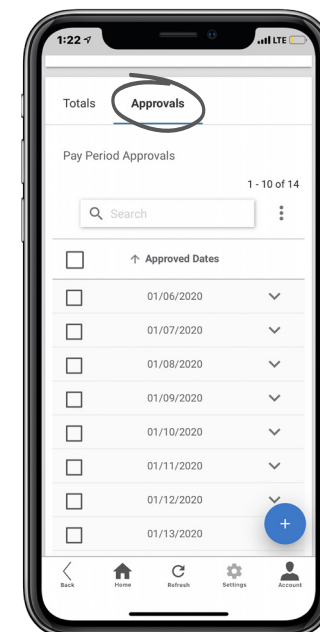 1:22 LTE
Totals Approvals
Pay Period Approvals
1 - 10 of 14
Search
Approved Dates
01/06/2020
01/07/2020
01/08/2020
01/09/2020
01/10/2020
01/11/2020
01/12/2020
01/13/2020
Back Home Refresh Settings Account